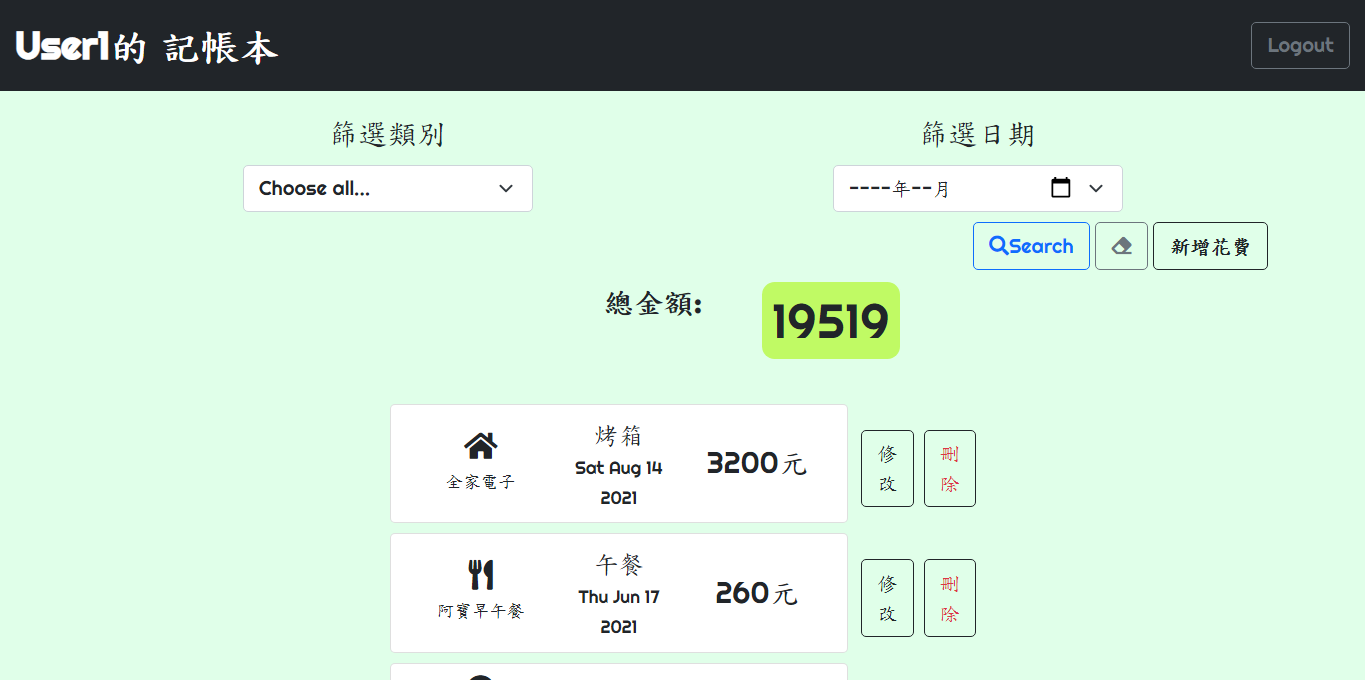 User1的 記帳本
Logout
篩選類別
篩選日期
Choose all...
----年--月
Search
新增花費
總金額:
19519
全家電子
烤箱
Sat Aug 14
2021
3200元
修
改
刪
除
阿寶早午餐
午餐
Thu Jun 17
2021
260元
修
改
刪
除